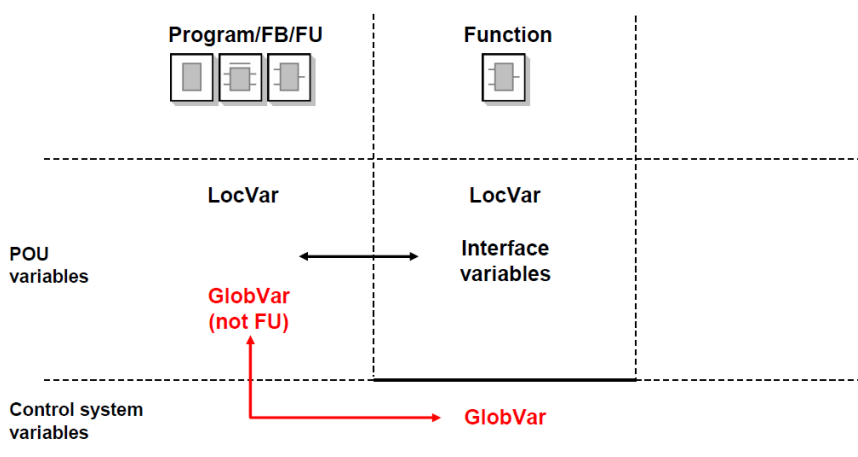 Program/FB/FU
Function
LocVar
LocVar
POU
variables
Interface
variables
GlobVar
(not FU)
Control system
variables
GlobVar